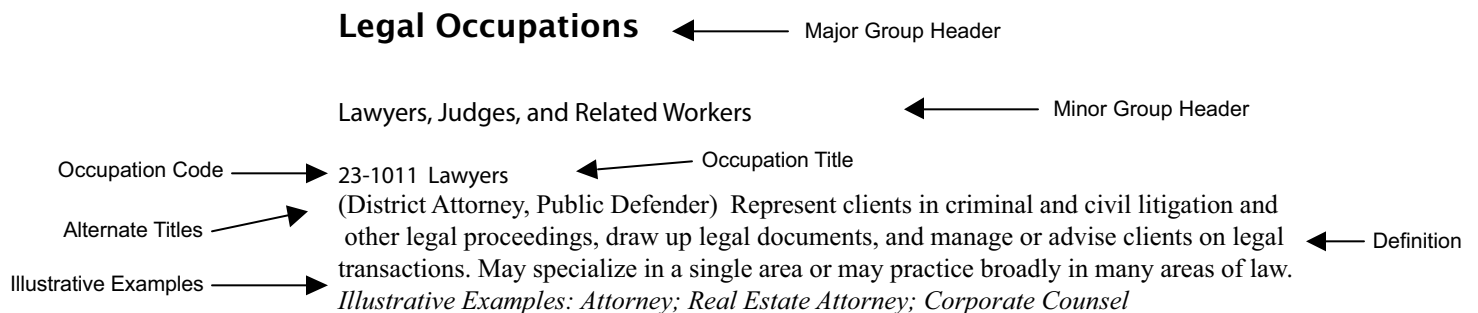 Legal Occupations Major Group Header
Lawyers, Judges, and Related Workers Minor Group Header
Occupation Code 23-1011 Lawyers Occupation Title
Alternate Titles (District Attorney, Public Defender) Represent clients in criminal and civil litigation and
other legal proceedings, draw up legal documents, and manage or advise clients on legal Definition
Illustrative Examples transactions. May specialize in a single area or may practice broadly in many areas of law.
Illustrative Examples: Attorney; Real Estate Attorney; Corporate Counsel